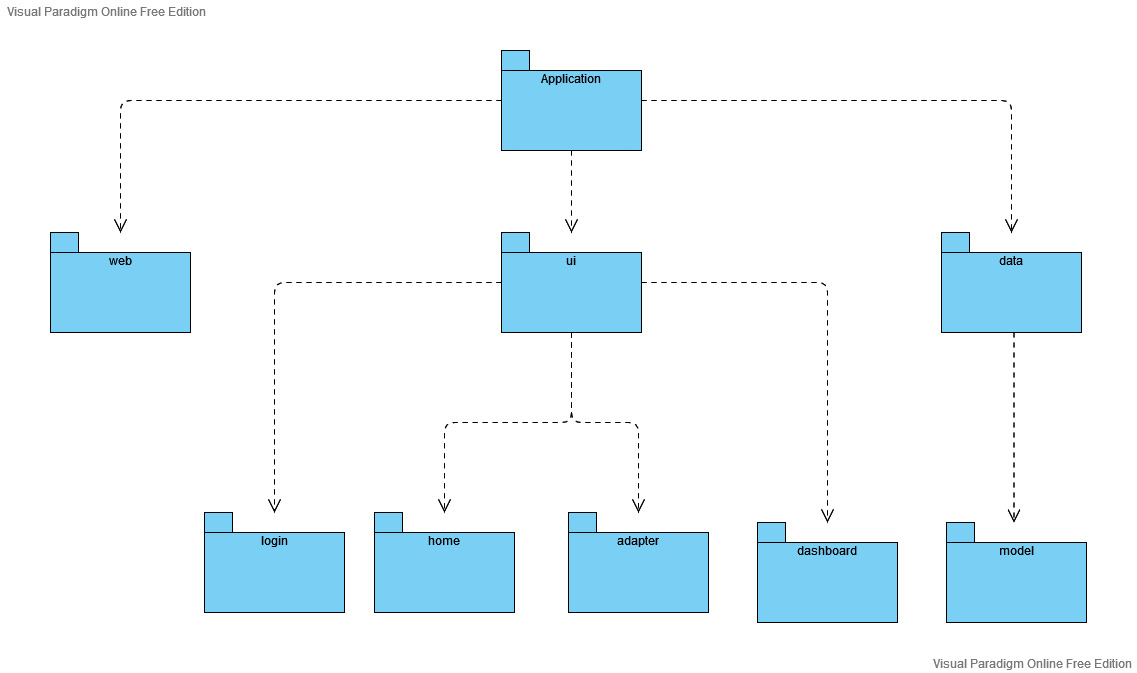 Visual Paradigm Online Free Edition
Application
web
ui
data
login
home
adapter
dashboard
model
Visual Paradigm Online Free Edition